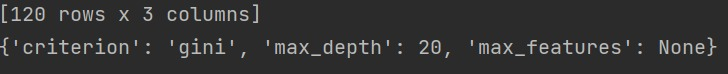 [120 rows x 3 columns]
{'criterion': 'gini', 'max_depth': 20, 'max_features': None}